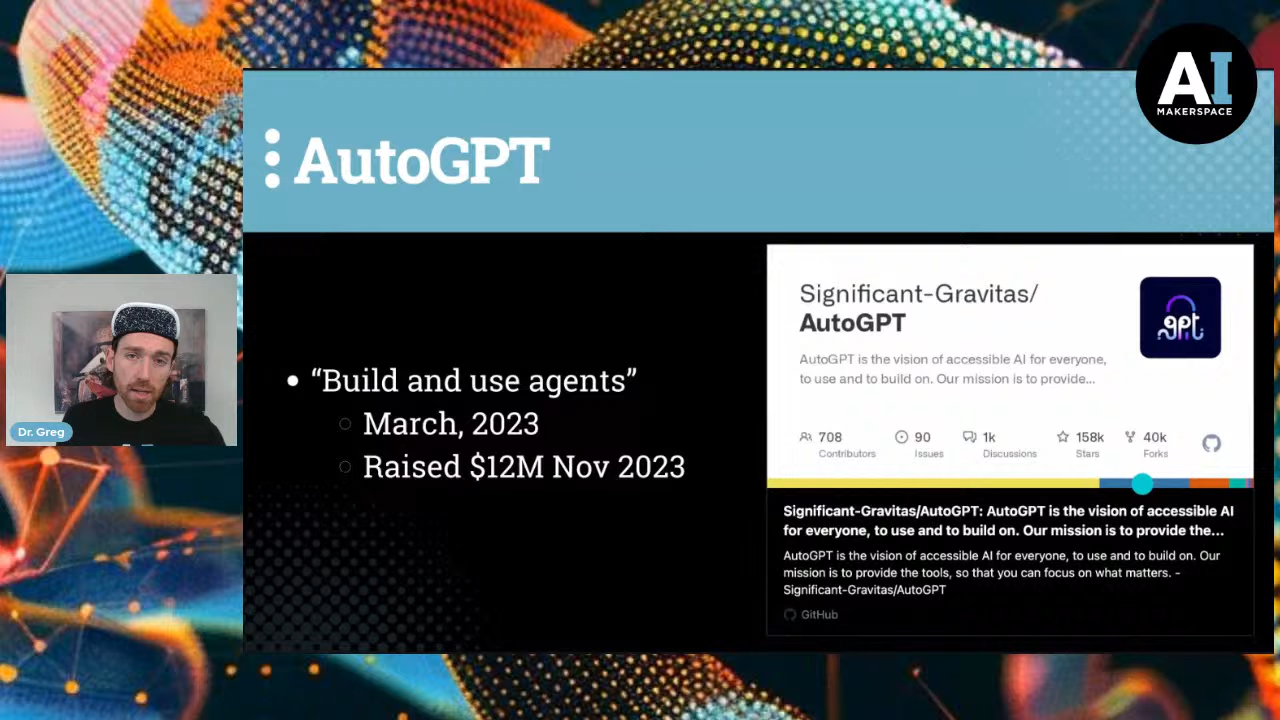 AI
MAKERSPACE
AutoGPT
Dr. Greg
• “Build and use agents”
○ March, 2023
○ Raised $12M Nov 2023
Significant-Gravitas/
AutoGPT
gpt
AutoGPT is the vision of accessible AI for everyone,
to use and to build on. Our mission is to provide...
708 90 1k 158k 40k
Contributors Issues Discussions Stars Forks
Significant-Gravitas/AutoGPT: AutoGPT is the vision of accessible AI
for everyone, to use and to build on. Our mission is to provide the...
AutoGPT is the vision of accessible AI for everyone, to use and to build on. Our
mission is to provide the tools, so that you can focus on what matters. -
Significant-Gravitas/AutoGPT
GitHub